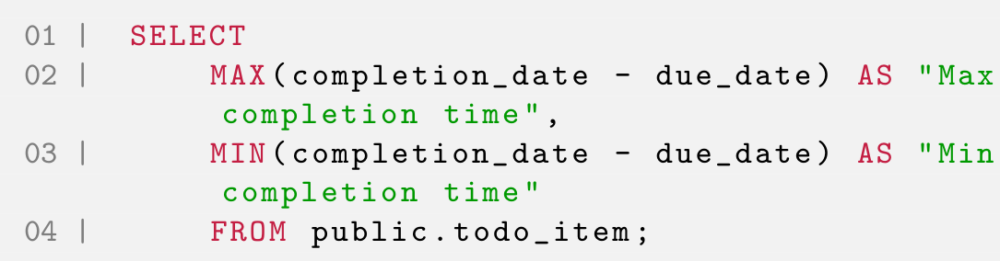 01 | SELECT
02 | MAX(completion_date - due_date) AS "Max
completion time",
03 | MIN(completion_date - due_date) AS "Min
completion time"
04 | FROM public.todo_item;